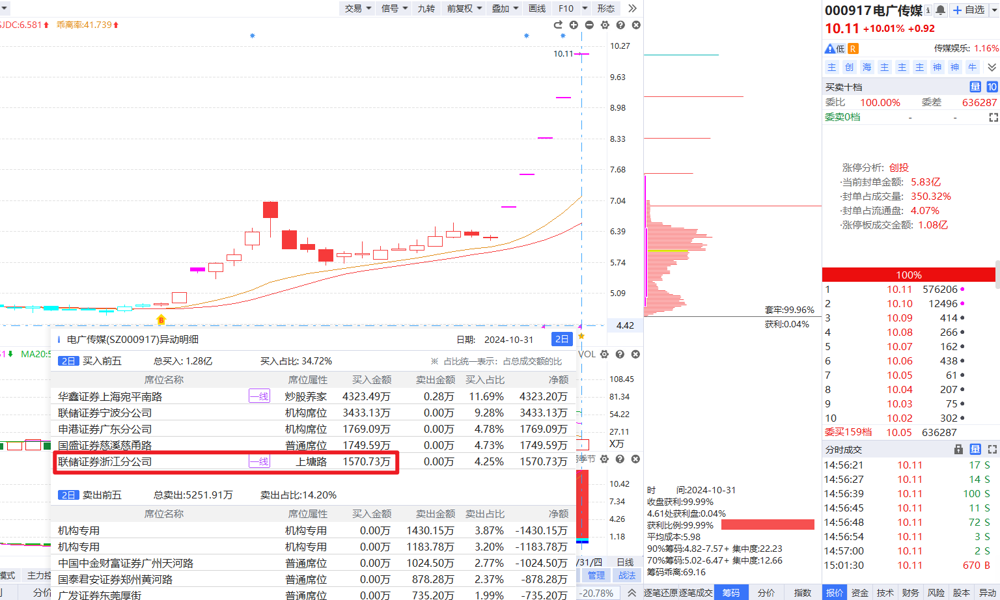 交易 信号 九转 前复权 叠加 画线 F10 形态
JDC:6.581 乖离率:41.739
10.11
10.27
9.63
8.98
8.33
7.68
7.04
6.39
5.74
5.09
4.42
B
MA20:5
VOL
108.45
81.34
54.22
27.11
X万
10.42
7.34
4.26
1.18
电广传媒(SZ000917)异动明细 日期: 2024-10-31 2日
2日 买入前五 总买入: 1.28亿 买入占比: 34.72% ※ 占比统一表示: 占总成交额的比
席位名称 席位属性 买入金额 卖出金额 买入占比 净额
华鑫证券上海宛平南路 一线 炒股养家 4323.49万 0.28万 11.69% 4323.20万
联储证券宁波分公司 机构席位 3433.13万 0.00万 9.28% 3433.13万
申港证券广东分公司 机构席位 1769.09万 0.00万 4.78% 1769.09万
国盛证券慈溪慈甬路 普通席位 1749.59万 0.00万 4.73% 1749.59万
联储证券浙江分公司 一线 上塘路 1570.73万 0.00万 4.25% 1570.73万
2日 卖出前五 总卖出:5251.91万 卖出占比:14.20%
席位名称 席位属性 买入金额 卖出金额 卖出占比 净额
机构专用 机构专用 0.00万 1430.15万 3.87% -1430.15万
机构专用 机构专用 0.00万 1183.78万 3.20% -1183.78万
中国中金财富证券广州天河路 普通席位 0.00万 1024.50万 2.77% -1024.50万
国泰君安证券郑州黄河路 普通席位 0.00万 878.28万 2.37% -878.28万
广发证券东莞厚街 普通席位 0.00万 735.20万 1.99% -735.20万
模式 主力控
分价
/31/四 日线
管理 战法
-20.78%
套牢:99.96%
获利:0.04%
时 间:2024-10-31
收盘获利:99.99%
4.61处获利盘:0.04%
获利比例:99.99%
平均成本:5.98
90%筹码:4.82-7.57+ 集中度:22.23
70%筹码:5.02-6.47+ 集中度:12.66
筹码乖离:69.16
逐笔还原 逐笔成交 筹码 分价 指数
000917电广传媒 自选
10.11 +10.01% +0.92
低 R 传媒娱乐: 1.16%
主 创 海 主 主 主 神 神 牛
买卖十档 量 10
委比 100.00% 委差 636287
委卖0档 - -
涨停分析: 创投
·当前封单金额: 5.83亿
·封单占成交量: 350.32%
·封单占流通盘: 4.07%
·涨停板成交金额: 1.08亿
100%
1 10.11 576206
2 10.10 12496
3 10.09 414
4 10.08 266
5 10.07 162
6 10.06 438
7 10.05 61
8 10.04 207
9 10.03 75
10 10.02 302
委买159档 10.05 636287
分时成交 量
14:56:21 10.11 17 S
14:56:27 10.11 14 S
14:56:39 10.11 100 S
14:56:45 10.11 11 S
14:56:48 10.11 72 S
14:56:54 10.11 3 S
14:57:00 10.11 2 S
15:01:30 10.11 670 B
报价 资金 技术 财务 风险 股本 异动